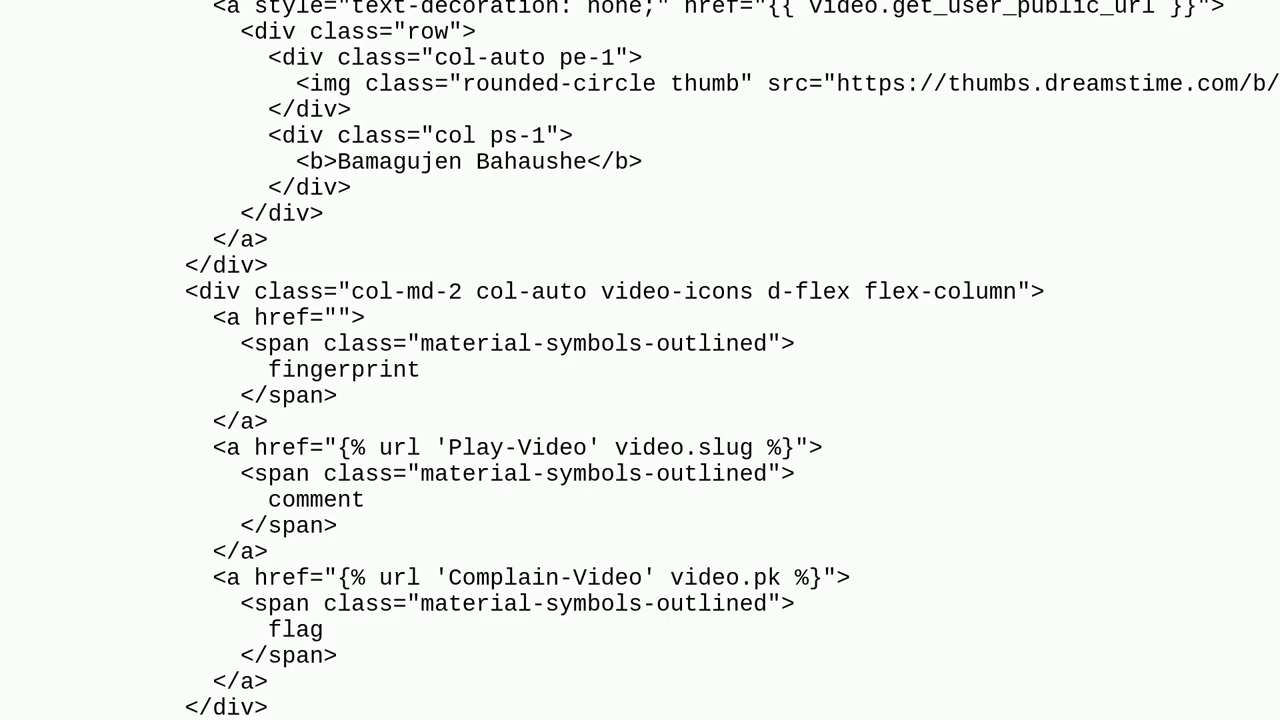 <a style="text-decoration: none;" href="{{ video.get_user_public_url }}">
<div class="row">
<div class="col-auto pe-1">
<img class="rounded-circle thumb" src="https://thumbs.dreamstime.com/b/
</div>
<div class="col ps-1">
<b>Bamagujen Bahaushe</b>
</div>
</div>
</a>
</div>
<div class="col-md-2 col-auto video-icons d-flex flex-column">
<a href="">
<span class="material-symbols-outlined">
fingerprint
</span>
</a>
<a href="{% url 'Play-Video' video.slug %}">
<span class="material-symbols-outlined">
comment
</span>
</a>
<a href="{% url 'Complain-Video' video.pk %}">
<span class="material-symbols-outlined">
flag
</span>
</a>
</div>